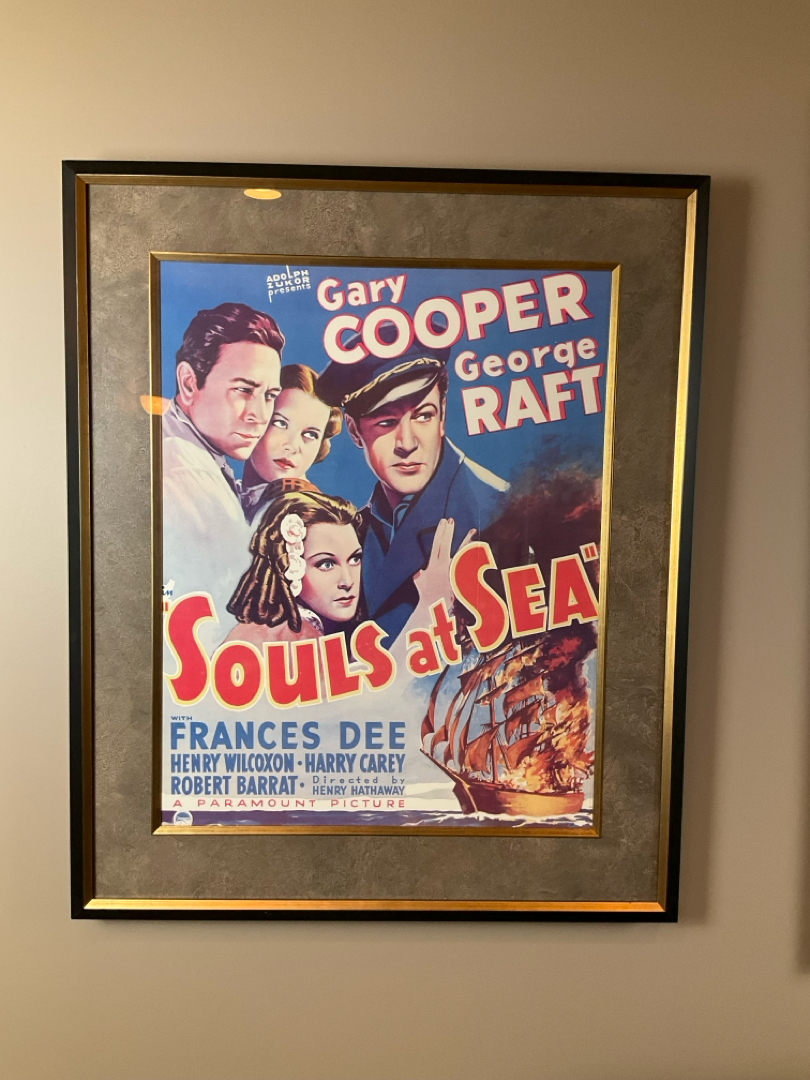 ADOLPH
ZUKOR
presents
Gary
COOPER
George
RAFT
"SOULS at SEA"
WITH
FRANCES DEE
HENRY WILCOXON · HARRY CAREY
ROBERT BARRAT · Directed by
HENRY HATHAWAY
A PARAMOUNT PICTURE